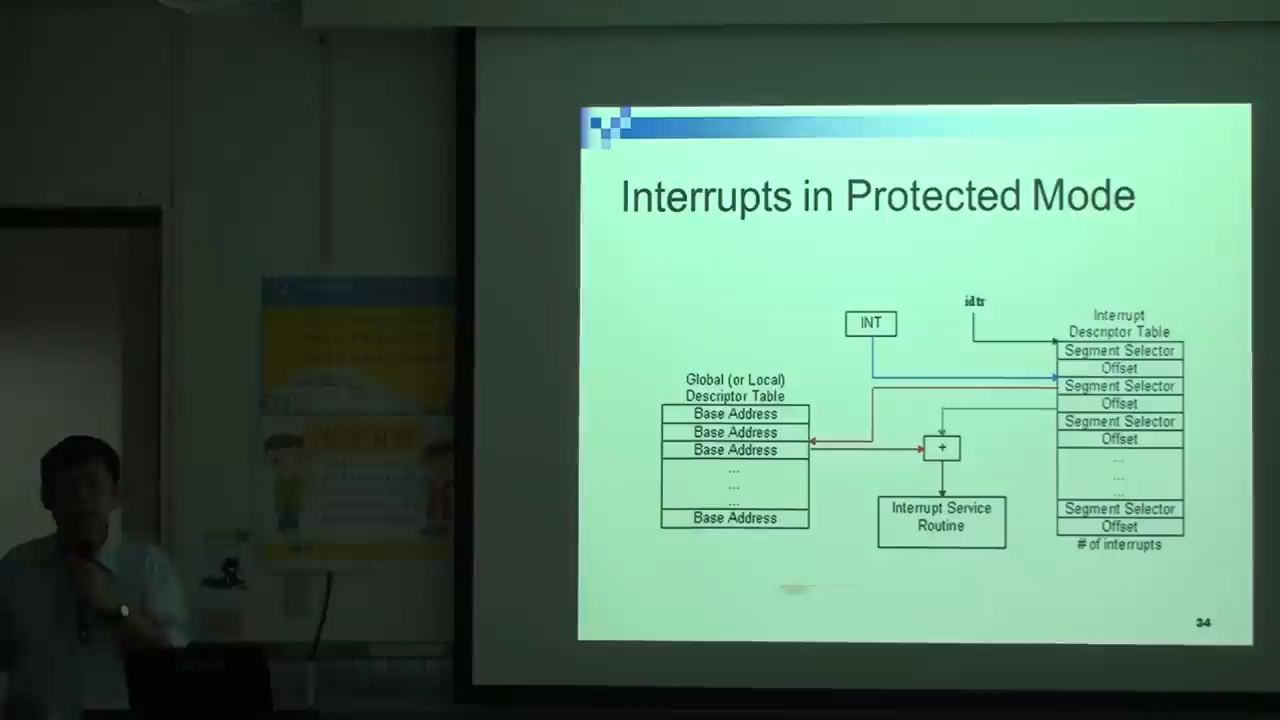 Interrupts in Protected Mode
idtr
INT
Interrupt
Descriptor Table
Segment Selector
Offset
Segment Selector
Offset
Segment Selector
Offset
...
...
...
Segment Selector
Offset
# of interrupts
Global (or Local)
Descriptor Table
Base Address
Base Address
Base Address
...
...
...
Base Address
+
Interrupt Service
Routine
34